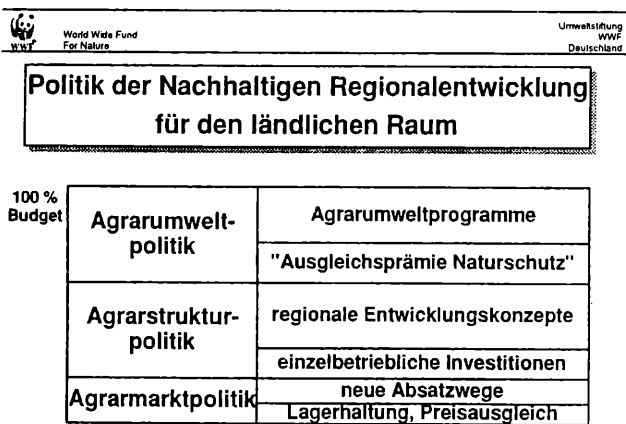 WWF
World Wide Fund
For Nature
Umweltstiftung
WWF
Deutschland
Politik der Nachhaltigen Regionalentwicklung
für den ländlichen Raum
100 %
Budget
Agrarumwelt-
politik
Agrarumweltprogramme
"Ausgleichsprämie Naturschutz"
Agrarstruktur-
politik
regionale Entwicklungskonzepte
einzelbetriebliche Investitionen
Agrarmarktpolitik
neue Absatzwege
Lagerhaltung, Preisausgleich